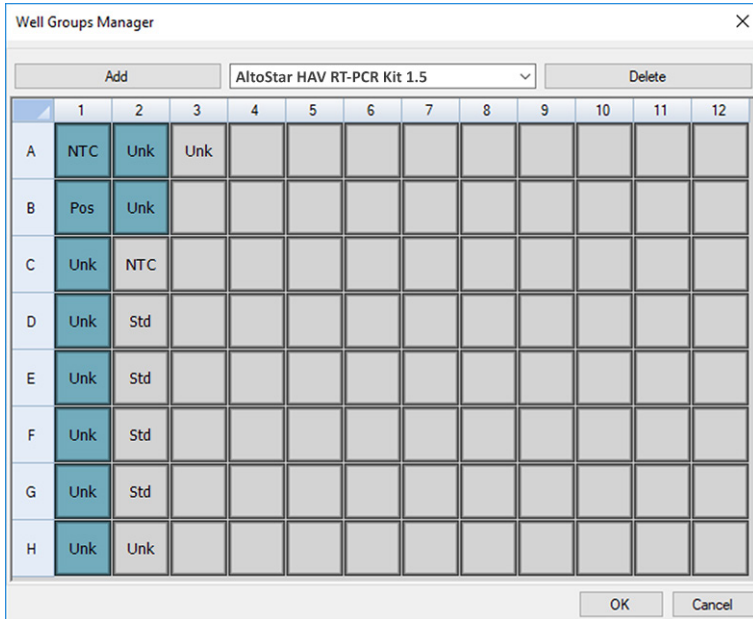 Well Groups Manager
Add AltoStar HAV RT-PCR Kit 1.5 Delete
1 2 3 4 5 6 7 8 9 10 11 12
A NTC Unk Unk
B Pos Unk
C Unk NTC
D Unk Std
E Unk Std
F Unk Std
G Unk Std
H Unk Unk
OK Cancel